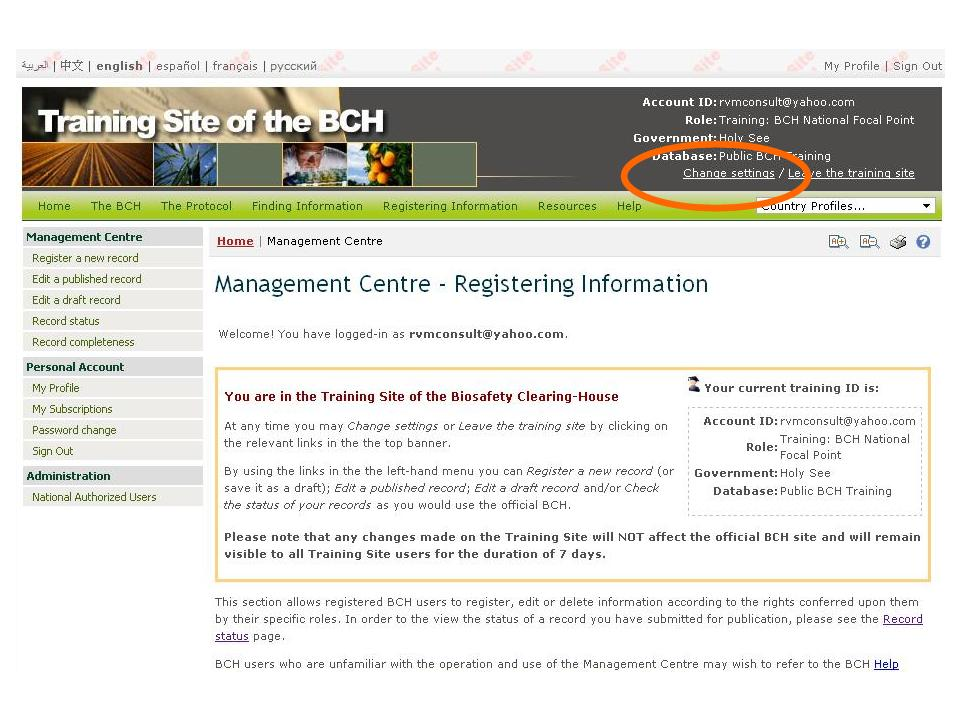 العربية | 中文 | english | español | français | русский
My Profile | Sign Out
Training Site of the BCH
Account ID: rvmconsult@yahoo.com
Role: Training: BCH National Focal Point
Government: Holy See
Database: Public BCH Training
Change settings / Leave the training site
Home The BCH The Protocol Finding Information Registering Information Resources Help Country Profiles...
Management Centre
Register a new record
Edit a published record
Edit a draft record
Record status
Record completeness
Personal Account
My Profile
My Subscriptions
Password change
Sign Out
Administration
National Authorized Users
Home | Management Centre
Management Centre - Registering Information
Welcome! You have logged-in as rvmconsult@yahoo.com.
You are in the Training Site of the Biosafety Clearing-House
At any time you may Change settings or Leave the training site by clicking on
the relevant links in the the top banner.
By using the links in the the left-hand menu you can Register a new record (or
save it as a draft); Edit a published record; Edit a draft record and/or Check
the status of your records as you would use the official BCH.
Your current training ID is:
Account ID: rvmconsult@yahoo.com
Role: Training: BCH National
Focal Point
Government: Holy See
Database: Public BCH Training
Please note that any changes made on the Training Site will NOT affect the official BCH site and will remain
visible to all Training Site users for the duration of 7 days.
This section allows registered BCH users to register, edit or delete information according to the rights conferred upon them
by their specific roles. In order to the view the status of a record you have submitted for publication, please see the Record
status page.
BCH users who are unfamiliar with the operation and use of the Management Centre may wish to refer to the BCH Help